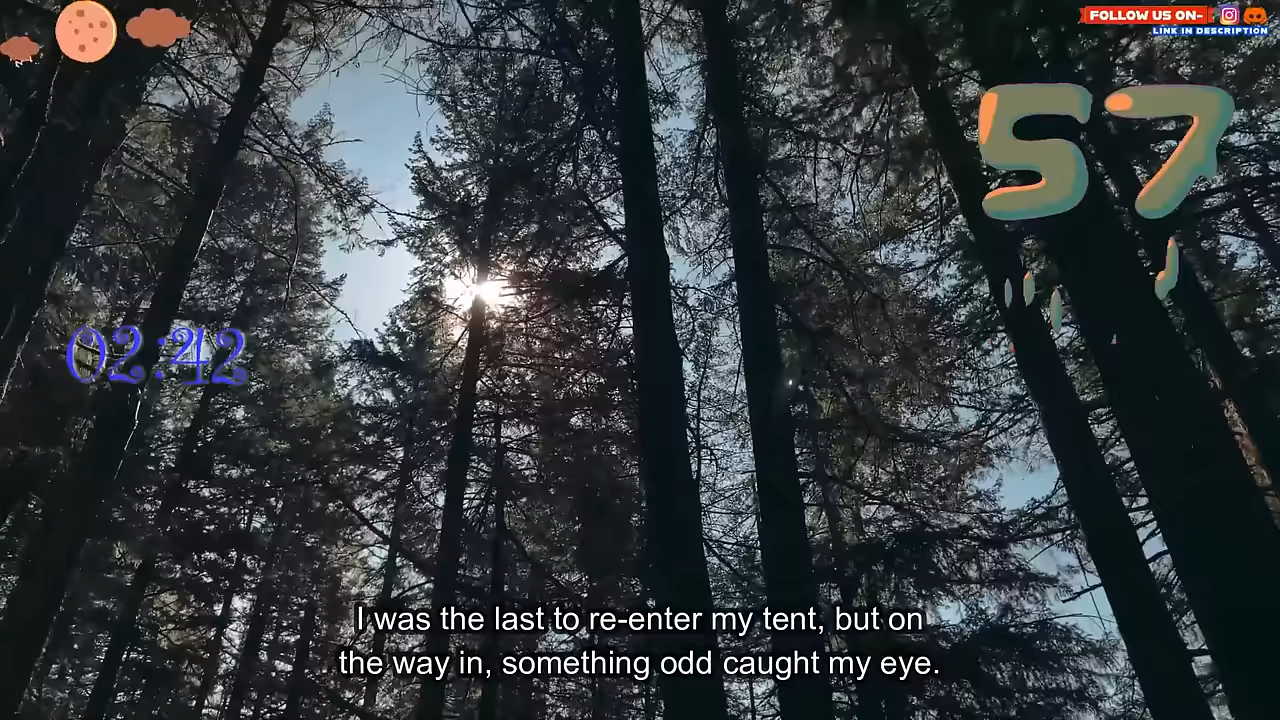 FOLLOW US ON-
LINK IN DESCRIPTION
57
02:42
I was the last to re-enter my tent, but on
the way in, something odd caught my eye.